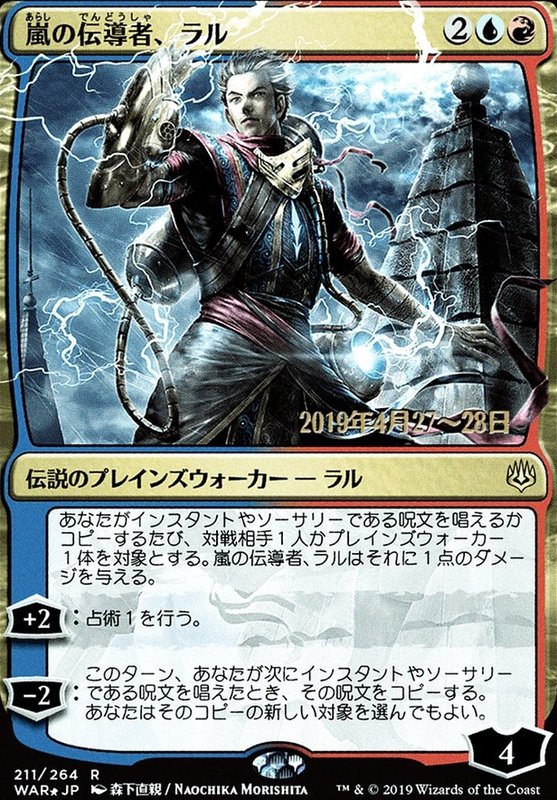 あらし でんどうしゃ
嵐の伝導者、ラル
2
2019年4月27～28日
伝説のプレインズウォーカー ― ラル
あなたがインスタントやソーサリーである呪文を唱えるか
コピーするたび、対戦相手１人かプレインズウォーカー
１体を対象とする。嵐の伝導者、ラルはそれに１点のダメー
ジを与える。
+2：占術１を行う。
このターン、あなたが次にインスタントやソーサリー
-2：である呪文を唱えたとき、その呪文をコピーする。
あなたはそのコピーの新しい対象を選んでもよい。
4
211/264 R
WAR★JP 森下直親 / Naochika Morishita
™ & © 2019 Wizards of the Coast